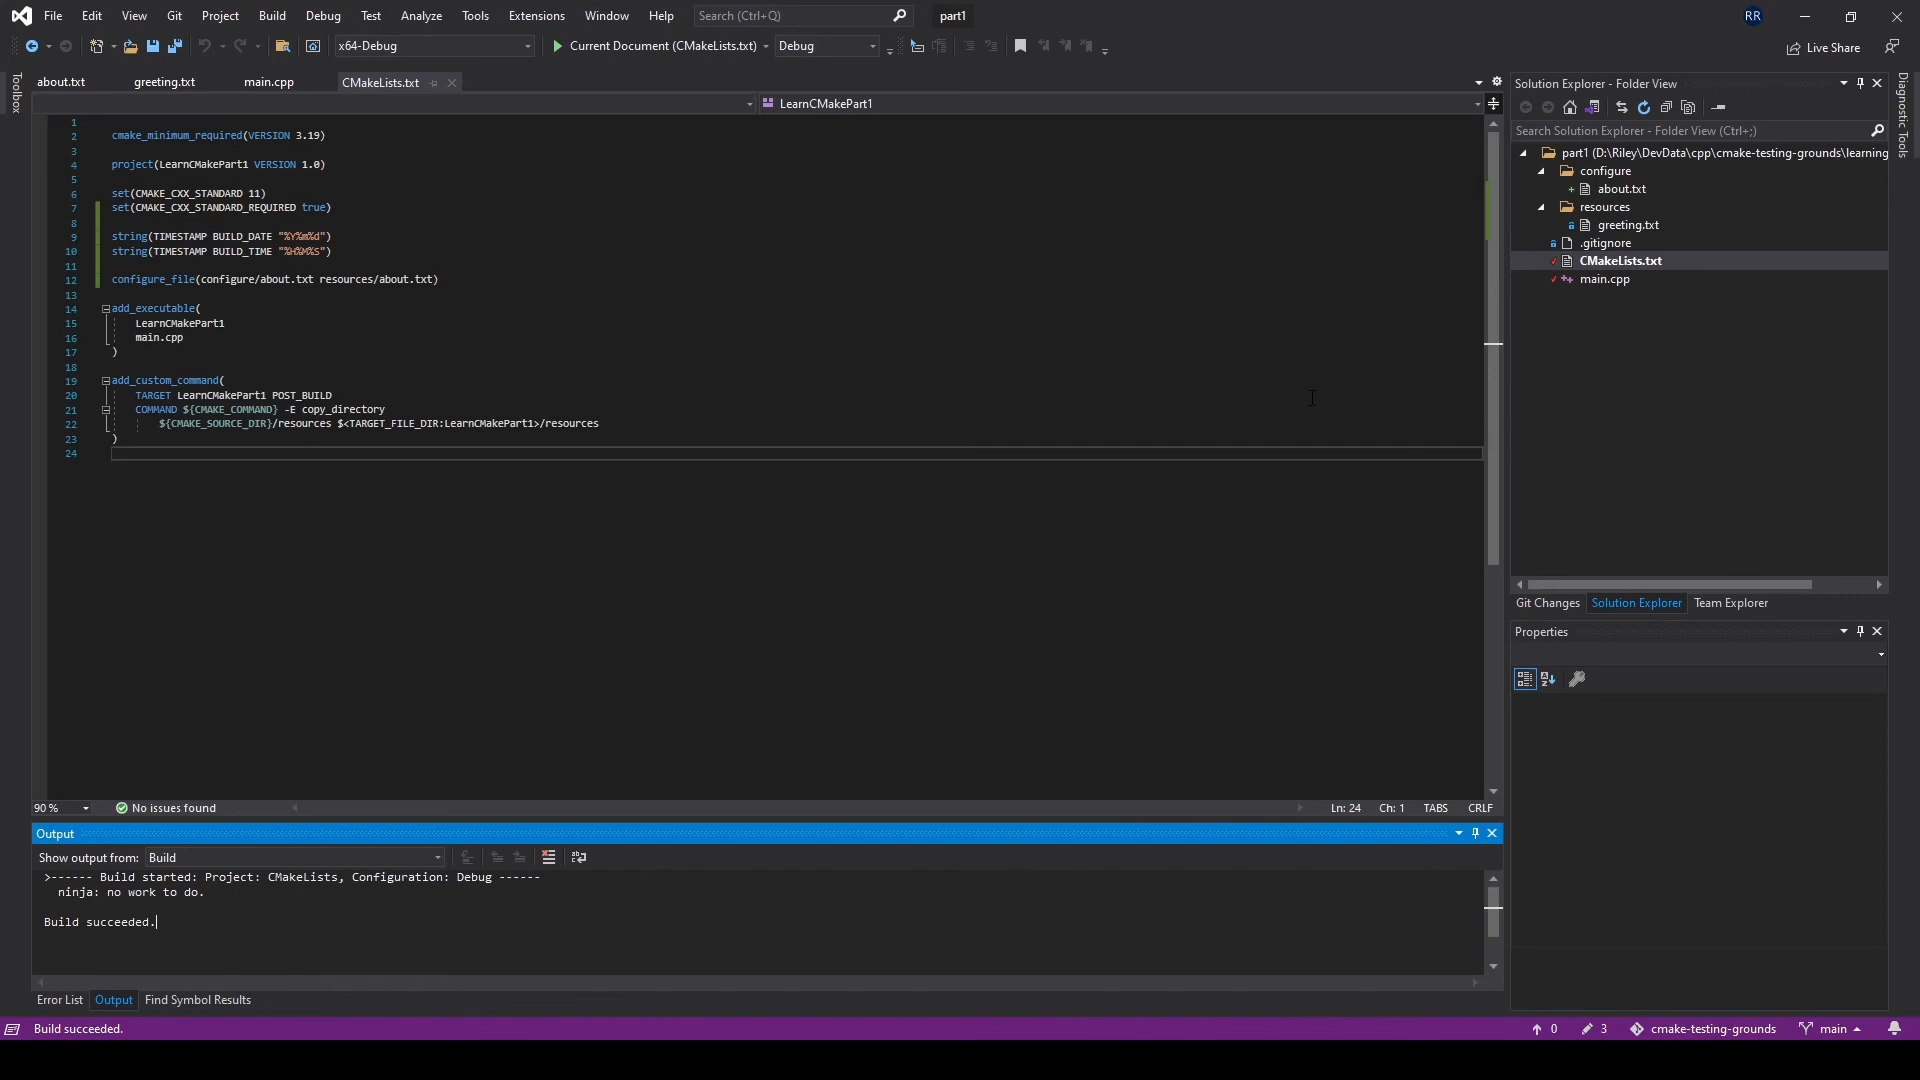 File Edit View Git Project Build Debug Test Analyze Tools Extensions Window Help Search (Ctrl+Q) part1 RR
x64-Debug Current Document (CMakeLists.txt) Debug Live Share
Toolbox
about.txt greeting.txt main.cpp CMakeLists.txt
LearnCMakePart1
1
2 cmake_minimum_required(VERSION 3.19)
3
4 project(LearnCMakePart1 VERSION 1.0)
5
6 set(CMAKE_CXX_STANDARD 11)
7 set(CMAKE_CXX_STANDARD_REQUIRED true)
8
9 string(TIMESTAMP BUILD_DATE "%Y%m%d")
10 string(TIMESTAMP BUILD_TIME "%H%M%S")
11
12 configure_file(configure/about.txt resources/about.txt)
13
14 add_executable(
15 LearnCMakePart1
16 main.cpp
17 )
18
19 add_custom_command(
20 TARGET LearnCMakePart1 POST_BUILD
21 COMMAND ${CMAKE_COMMAND} -E copy_directory
22 ${CMAKE_SOURCE_DIR}/resources $<TARGET_FILE_DIR:LearnCMakePart1>/resources
23 )
24
90 % No issues found Ln: 24 Ch: 1 TABS CRLF
Output
Show output from: Build
>------ Build started: Project: CMakeLists, Configuration: Debug ------
ninja: no work to do.
Build succeeded.
Error List Output Find Symbol Results
Solution Explorer - Folder View
Search Solution Explorer - Folder View (Ctrl+;)
part1 (D:\Riley\DevData\cpp\cmake-testing-grounds\learning
configure
about.txt
resources
greeting.txt
.gitignore
CMakeLists.txt
main.cpp
Git Changes Solution Explorer Team Explorer
Properties
Diagnostic Tools
Build succeeded. 0 3 cmake-testing-grounds main